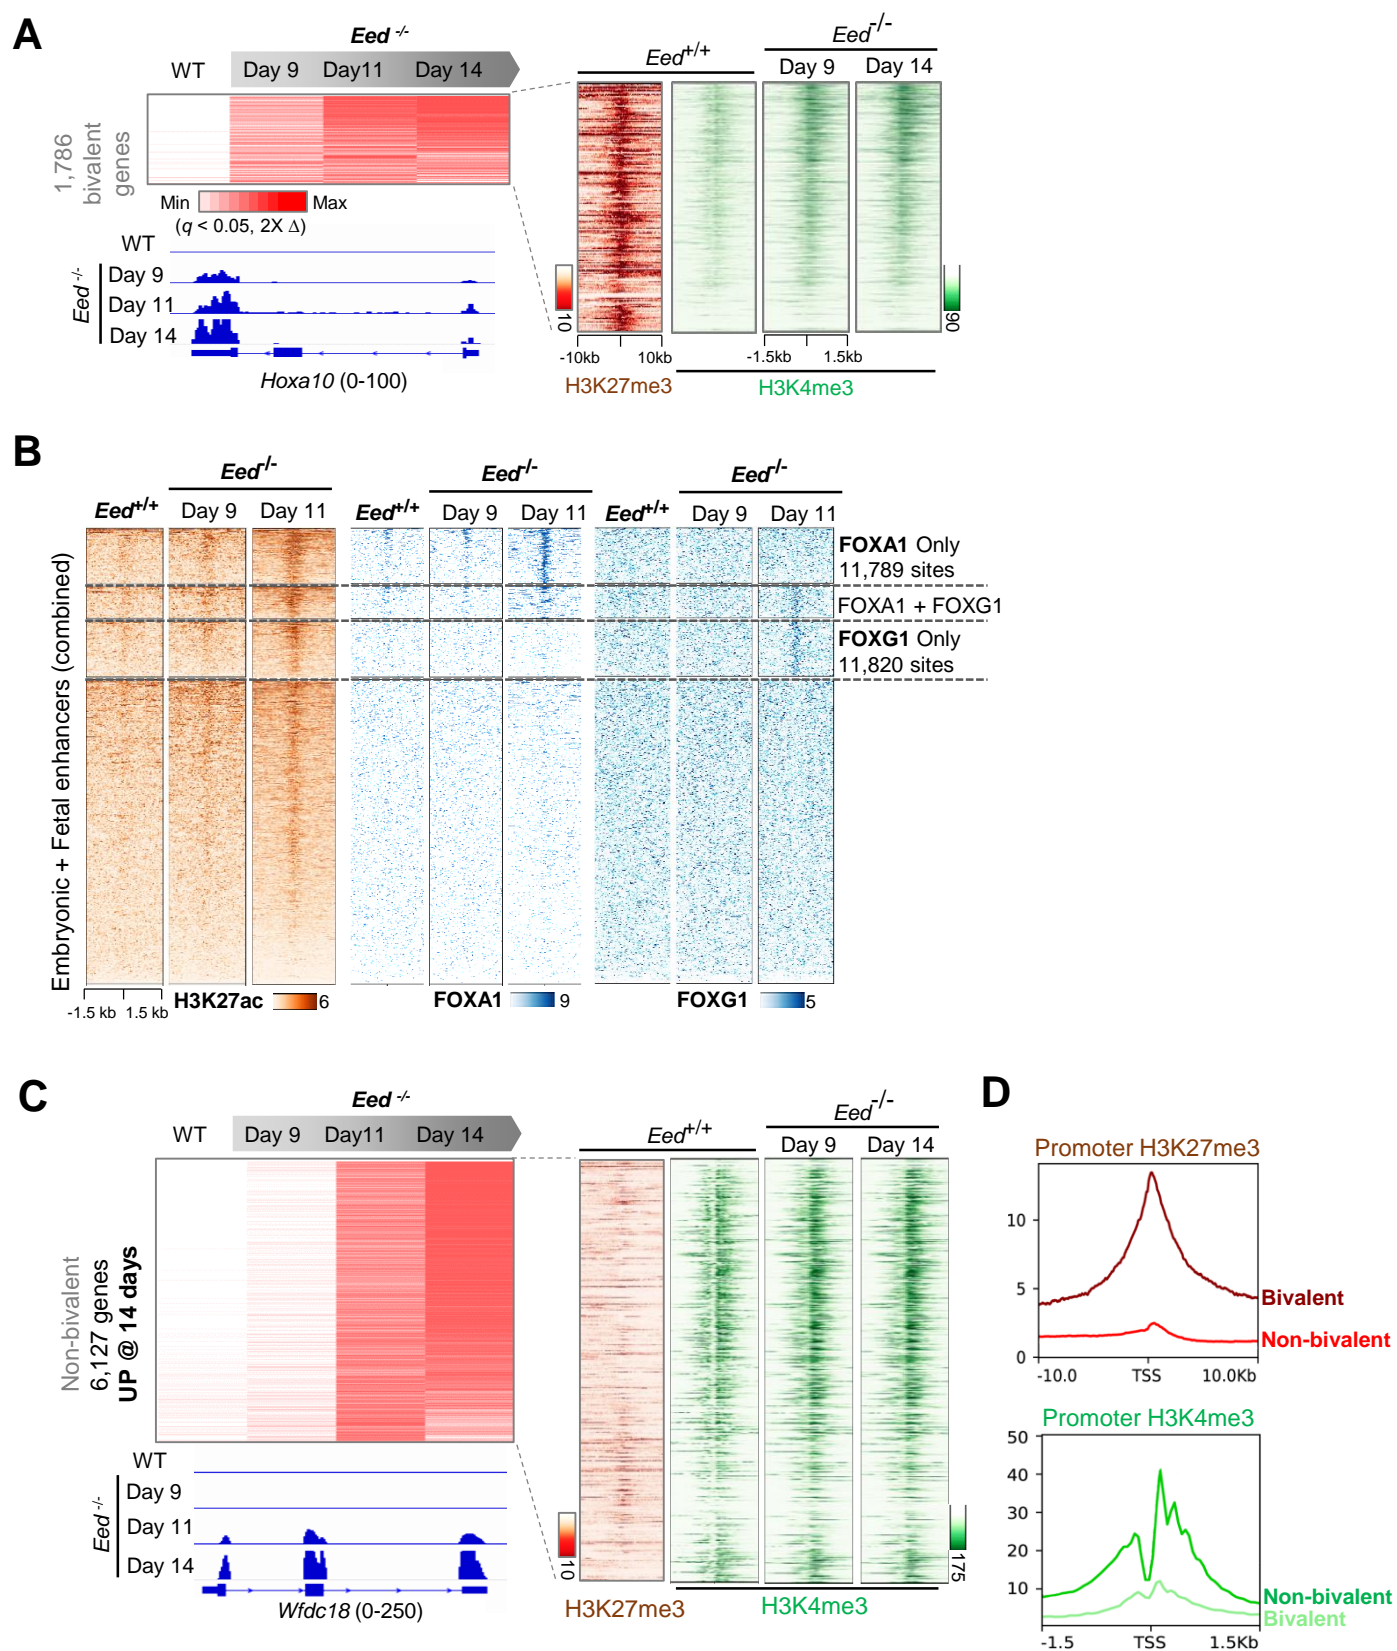 A
Eed -/-
WT Day 9 Day11 Day 14
1,786
bivalent
genes
Min Max
(q < 0.05, 2X Δ)
WT
Eed -/-
Day 9
Day 11
Day 14
Hoxa10 (0-100)
Eed+/+
Eed-/-
Day 9 Day 14
10
90
-10kb 10kb
-1.5kb 1.5kb
H3K27me3
H3K4me3
B
Eed-/- Eed-/- Eed-/-
Eed+/+ Day 9 Day 11 Eed+/+ Day 9 Day 11 Eed+/+ Day 9 Day 11
Embryonic + Fetal enhancers (combined)
FOXA1 Only
11,789 sites
FOXA1 + FOXG1
FOXG1 Only
11,820 sites
-1.5 kb 1.5 kb
H3K27ac 6
FOXA1 9
FOXG1 5
C
Eed -/-
WT Day 9 Day11 Day 14
Non-bivalent
6,127 genes
UP @ 14 days
WT
Eed -/-
Day 9
Day 11
Day 14
Wfdc18 (0-250)
Eed+/+
Eed-/-
Day 9 Day 14
10
175
H3K27me3
H3K4me3
D
Promoter H3K27me3
10
5
0
Bivalent
Non-bivalent
-10.0 TSS 10.0Kb
Promoter H3K4me3
50
40
30
20
10
Non-bivalent
Bivalent
-1.5 TSS 1.5Kb